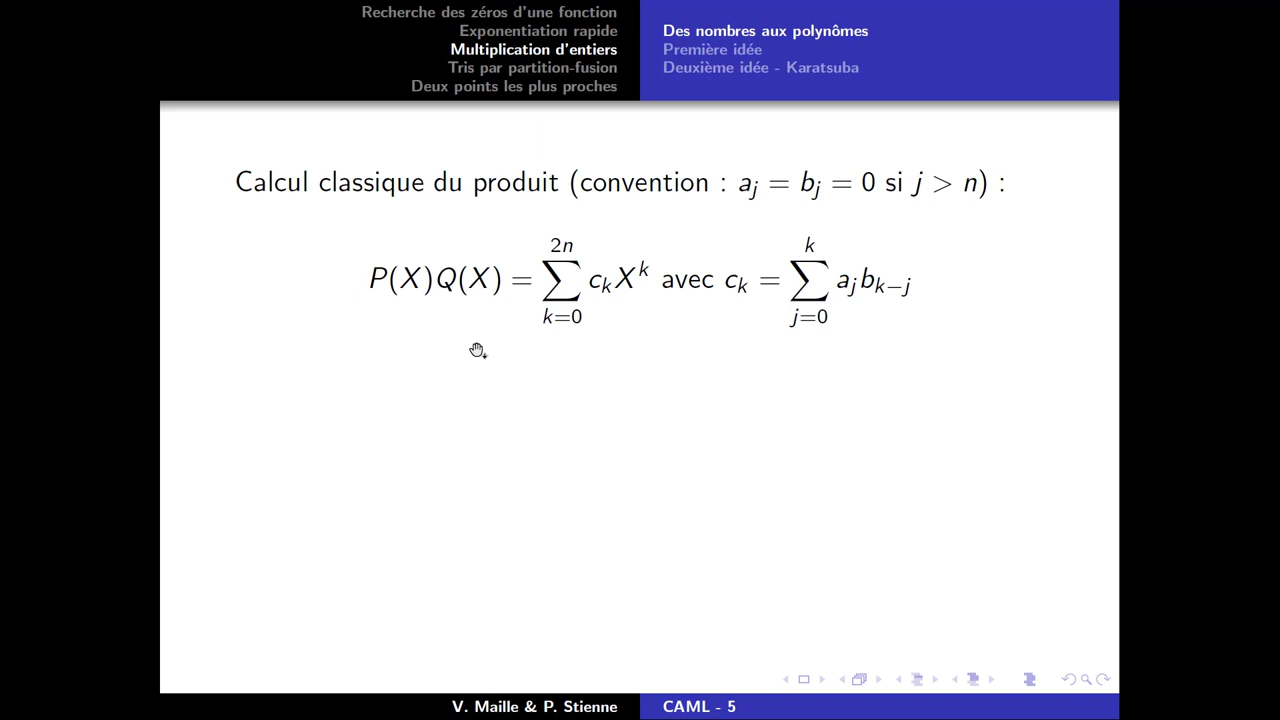 Recherche des zéros d'une fonction
Exponentiation rapide
Multiplication d'entiers
Tris par partition-fusion
Deux points les plus proches
Des nombres aux polynômes
Première idée
Deuxième idée - Karatsuba
Calcul classique du produit (convention : a_j = b_j = 0 si j > n) :
P(X)Q(X) = \sum_{k=0}^{2n} c_k X^k avec c_k = \sum_{j=0}^{k} a_j b_{k-j}
V. Maille & P. Stienne
CAML - 5